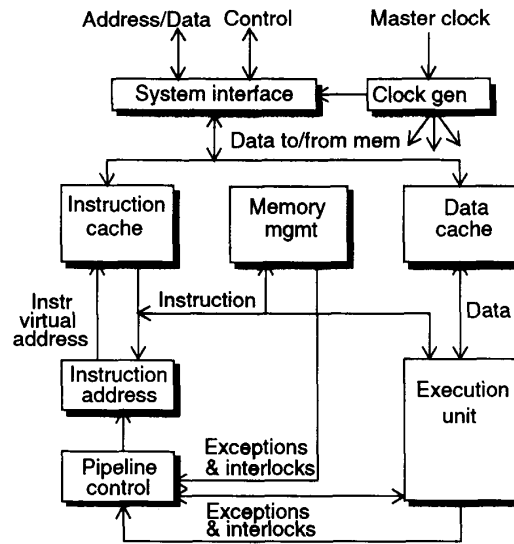 Address/Data
Control
Master clock
System interface
Clock gen
Data to/from mem
Instruction
cache
Memory
mgmt
Data
cache
Instr
virtual
address
Instruction
Data
Instruction
address
Execution
unit
Pipeline
control
Exceptions
& interlocks
Exceptions
& interlocks